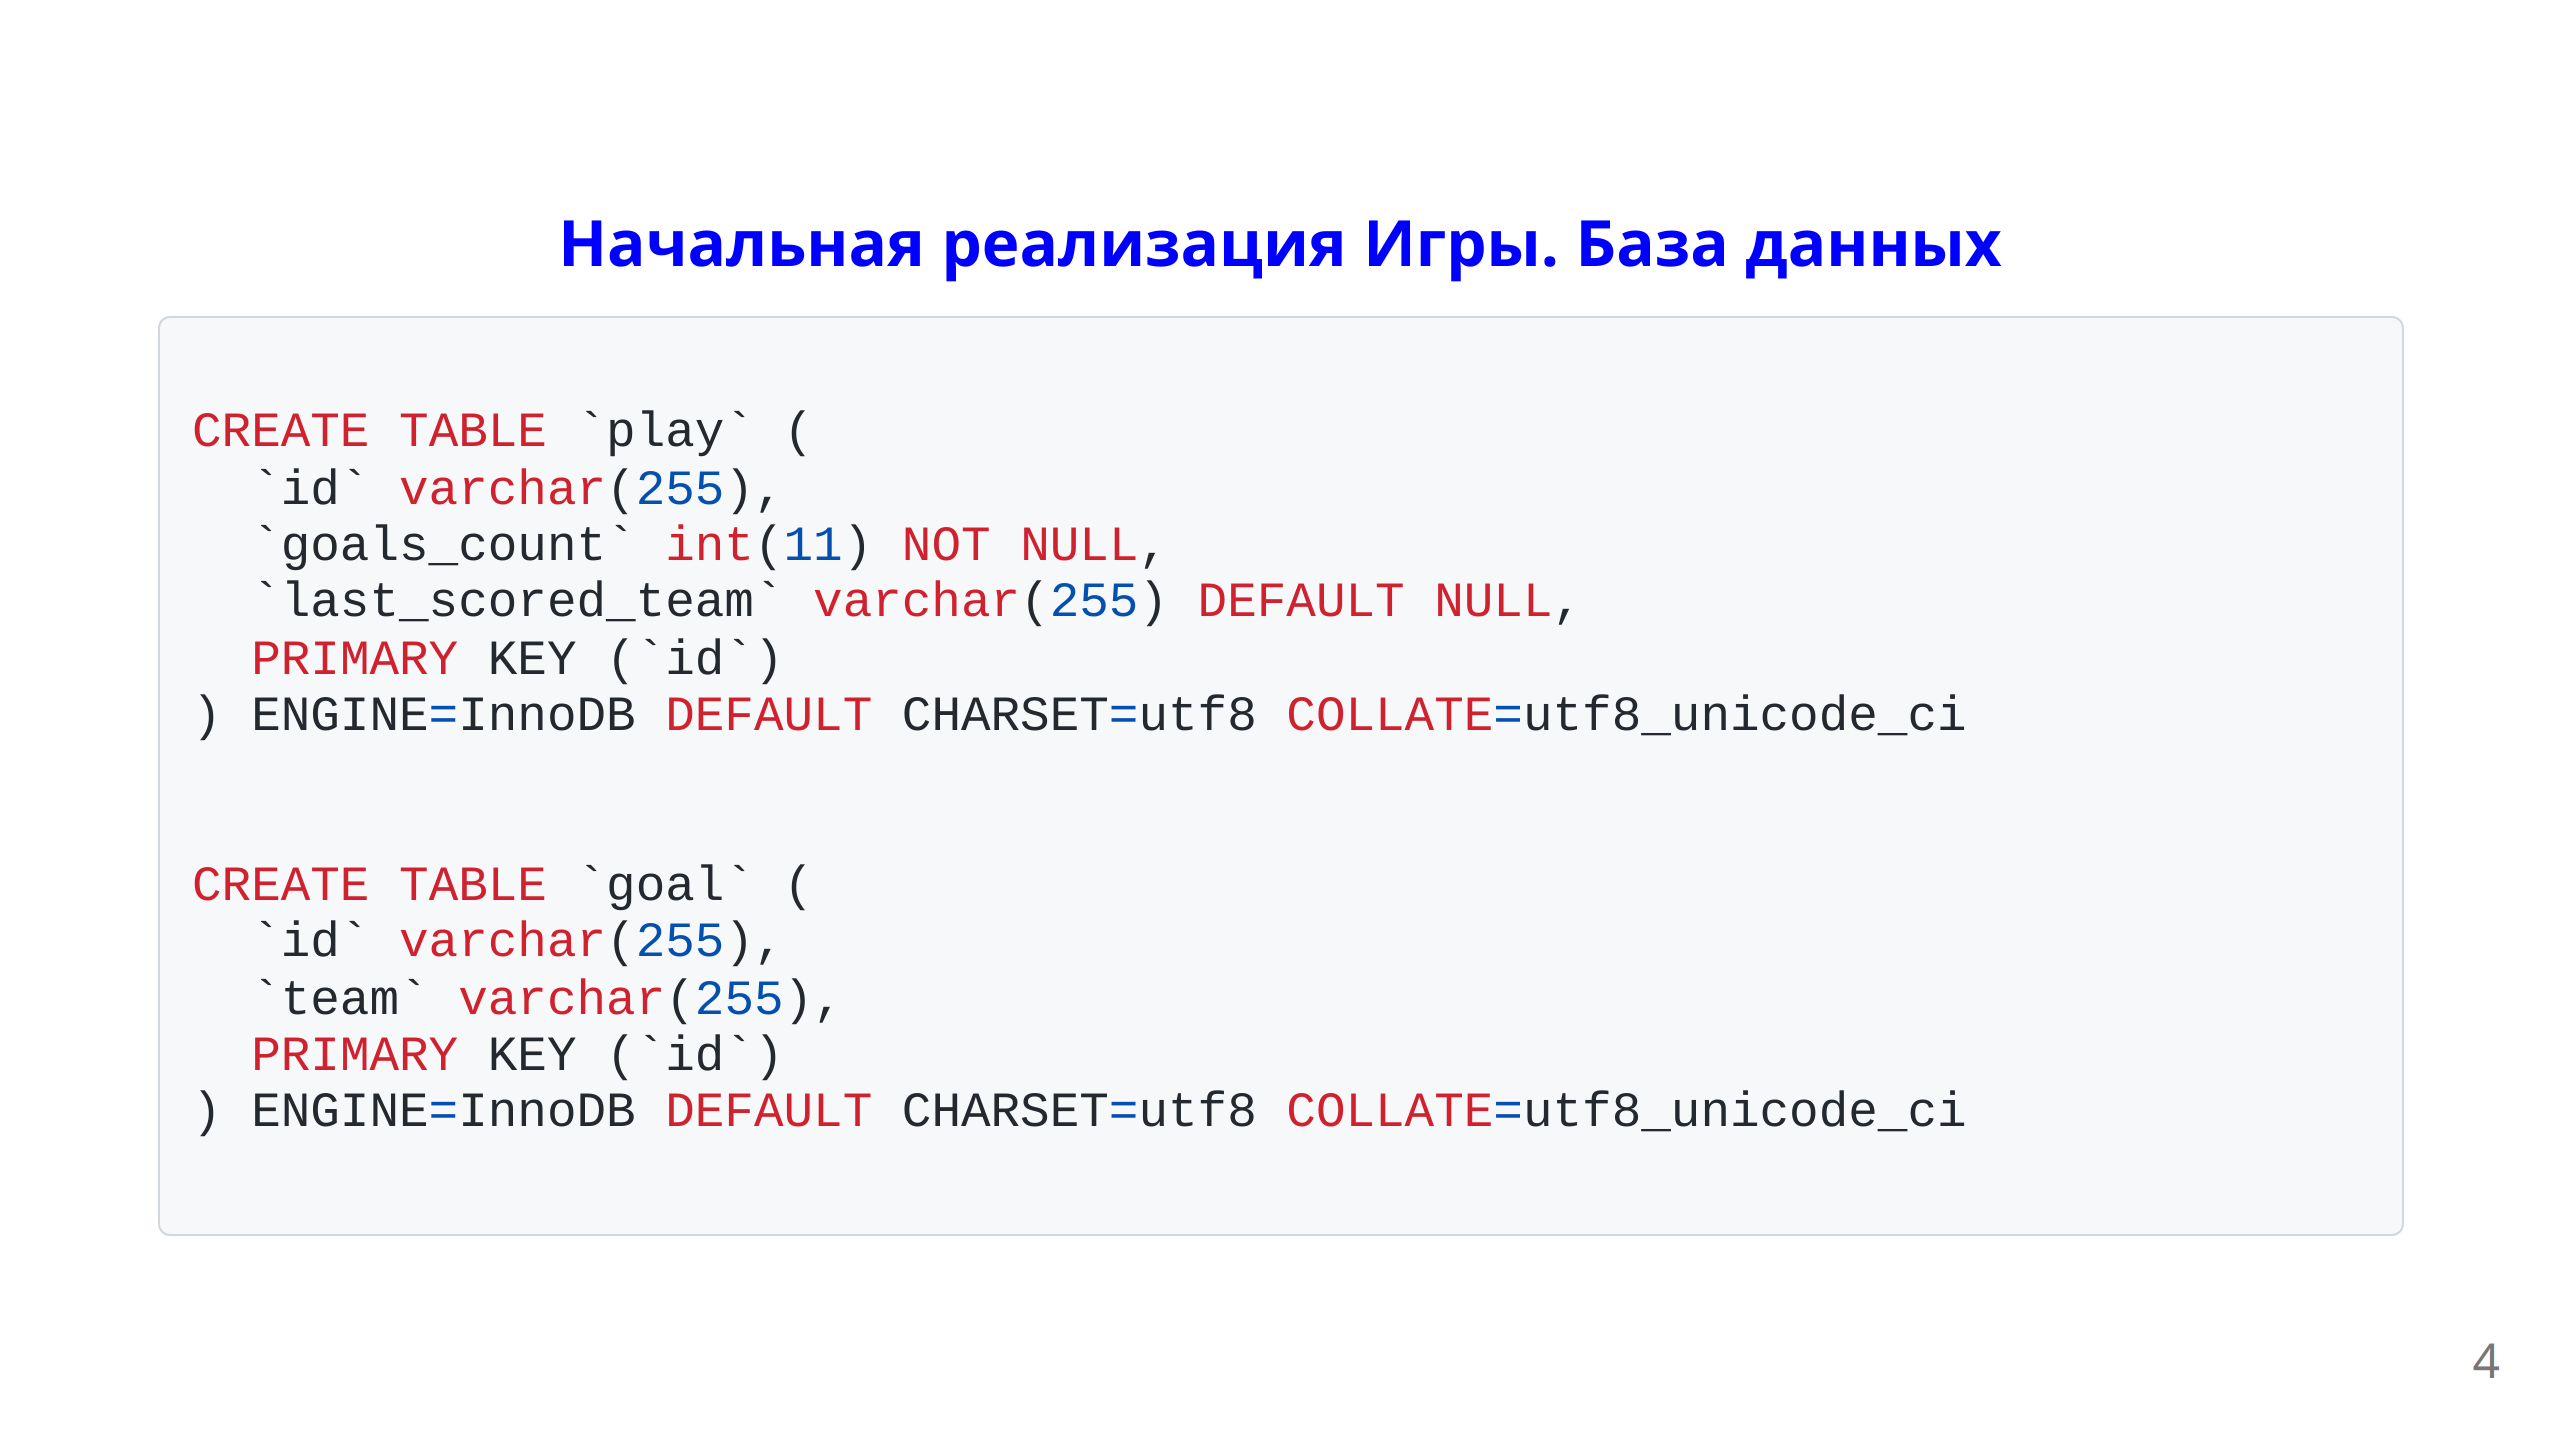 Начальная реализация Игры. База данных
CREATE TABLE `play` (
  `id` varchar(255),
  `goals_count` int(11) NOT NULL,
  `last_scored_team` varchar(255) DEFAULT NULL,
  PRIMARY KEY (`id`)
) ENGINE=InnoDB DEFAULT CHARSET=utf8 COLLATE=utf8_unicode_ci
CREATE TABLE `goal` (
  `id` varchar(255),
  `team` varchar(255),
  PRIMARY KEY (`id`)
) ENGINE=InnoDB DEFAULT CHARSET=utf8 COLLATE=utf8_unicode_ci
4